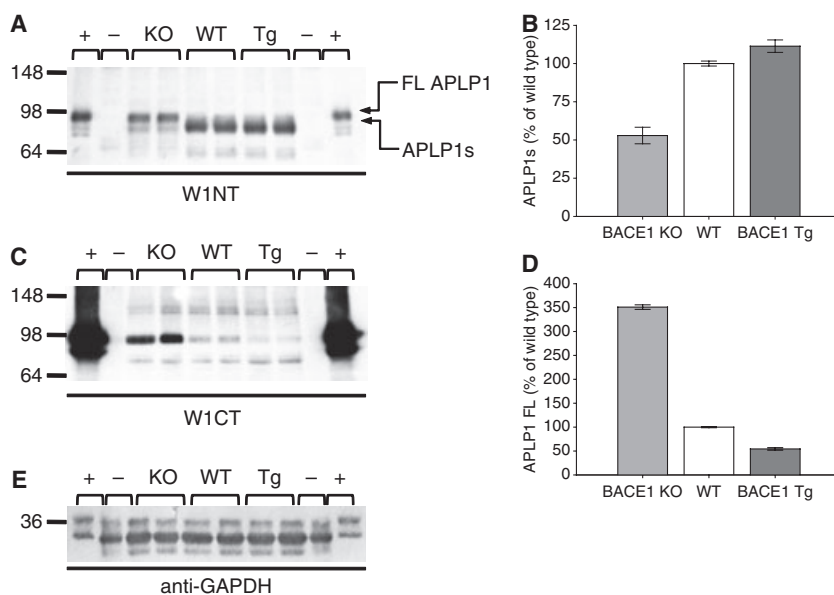 A
+ – KO WT Tg – +
148
98
64
FL APLP1
APLP1s
W1NT
B
APLP1s (% of wild type)
125
100
75
50
25
0
BACE1 KO WT BACE1 Tg
C
+ – KO WT Tg – +
148
98
64
W1CT
D
APLP1 FL (% of wild type)
400
350
300
250
200
150
100
50
0
BACE1 KO WT BACE1 Tg
E
+ – KO WT Tg – +
36
anti-GAPDH